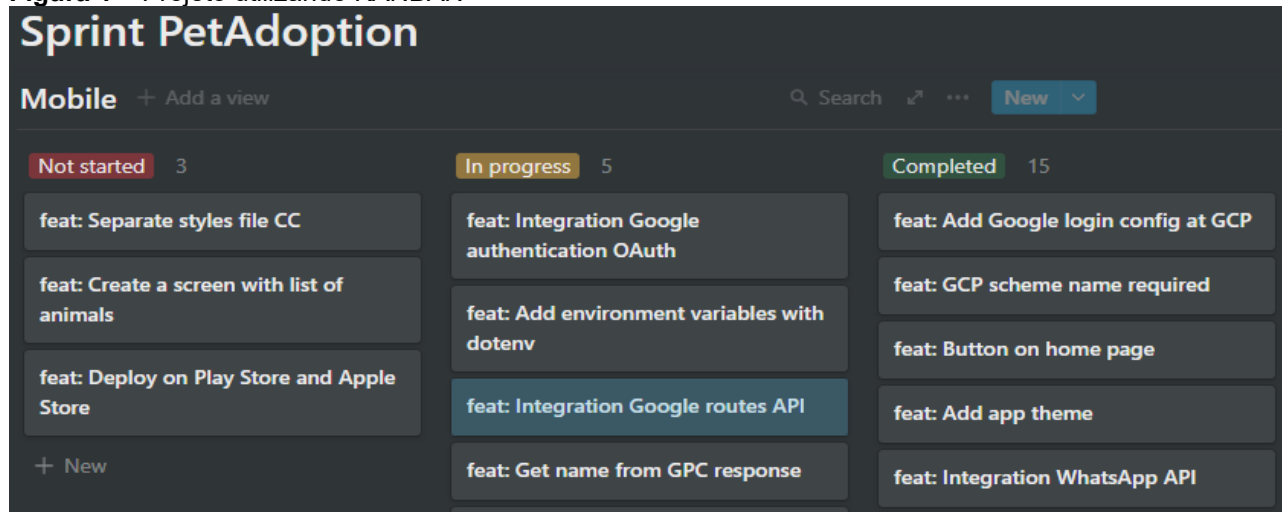 Sprint PetAdoption
Mobile + Add a view Search ... New
Not started 3
feat: Separate styles file CC
feat: Create a screen with list of
animals
feat: Deploy on Play Store and Apple
Store
+ New
In progress 5
feat: Integration Google
authentication OAuth
feat: Add environment variables with
dotenv
feat: Integration Google routes API
feat: Get name from GPC response
Completed 15
feat: Add Google login config at GCP
feat: GCP scheme name required
feat: Button on home page
feat: Add app theme
feat: Integration WhatsApp API